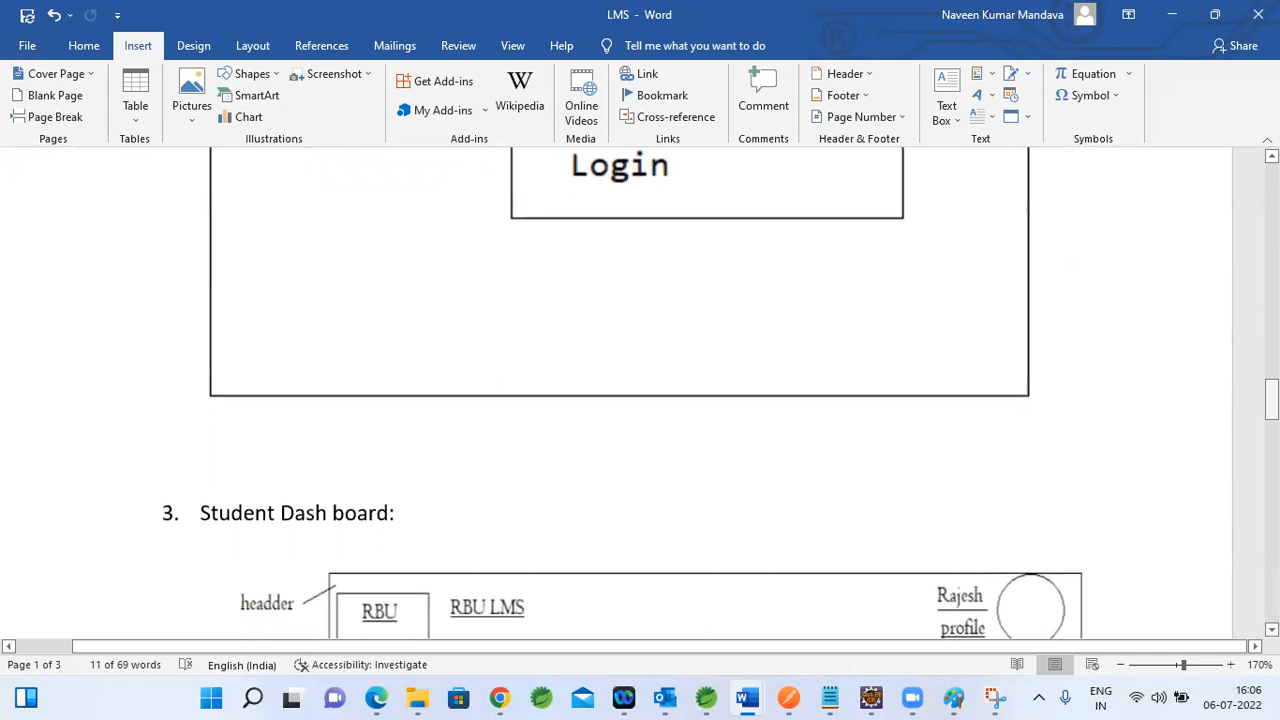 LMS - Word
Naveen Kumar Mandava
File Home Insert Design Layout References Mailings Review View Help Tell me what you want to do Share
Cover Page
Blank Page
Page Break
Pages
Table
Tables
Pictures
Shapes
SmartArt
Chart
Screenshot
Illustrations
Get Add-ins
My Add-ins
Wikipedia
Add-ins
Online
Videos
Media
Link
Bookmark
Cross-reference
Links
Comment
Comments
Header
Footer
Page Number
Header & Footer
Text
Box
Text
Equation
Symbol
Symbols
Login
3. Student Dash board:
headder
RBU
RBU LMS
Rajesh
profile
Page 1 of 3 11 of 69 words English (India) Accessibility: Investigate 170%
ENG
IN
16:06
06-07-2022